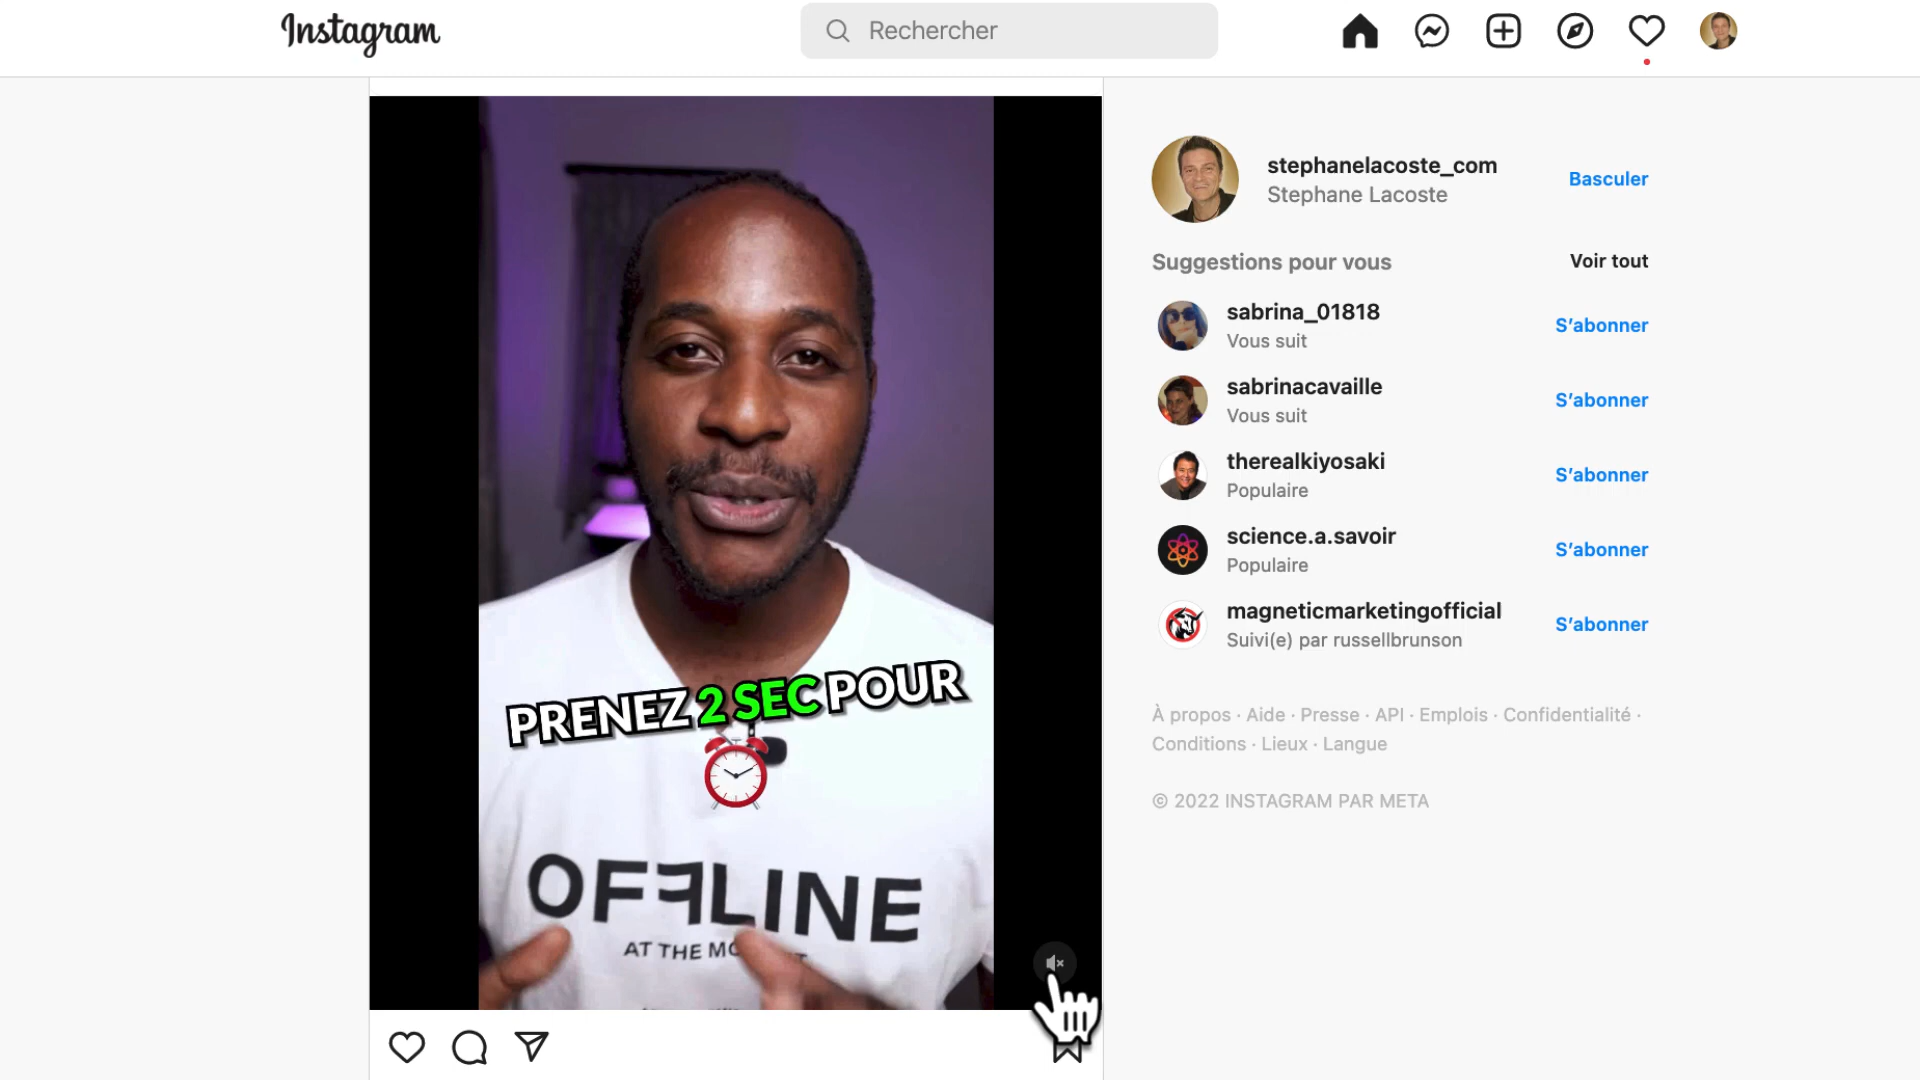 Instagram
Rechercher
stephanelacoste_com
Stephane Lacoste
Basculer
Suggestions pour vous
Voir tout
sabrina_01818
Vous suit
S'abonner
sabrinacavaille
Vous suit
S'abonner
therealkiyosaki
Populaire
S'abonner
science.a.savoir
Populaire
S'abonner
magneticmarketingofficial
Suivi(e) par russellbrunson
S'abonner
À propos · Aide · Presse · API · Emplois · Confidentialité ·
Conditions · Lieux · Langue
© 2022 INSTAGRAM PAR META
PRENEZ 2 SEC POUR
OFFLINE
AT THE